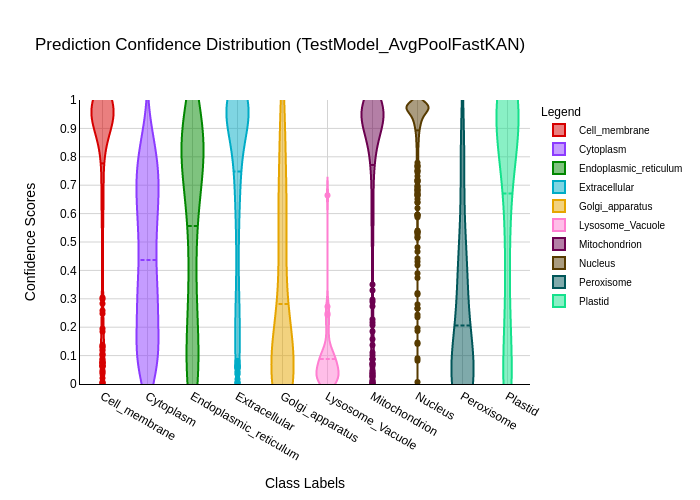 Prediction Confidence Distribution (TestModel_AvgPoolFastKAN)
Legend
Cell_membrane
Cytoplasm
Endoplasmic_reticulum
Extracellular
Golgi_apparatus
Lysosome_Vacuole
Mitochondrion
Nucleus
Peroxisome
Plastid
Confidence Scores
1
0.9
0.8
0.7
0.6
0.5
0.4
0.3
0.2
0.1
0
Cell_membrane
Cytoplasm
Endoplasmic_reticulum
Extracellular
Golgi_apparatus
Lysosome_Vacuole
Mitochondrion
Nucleus
Peroxisome
Plastid
Class Labels